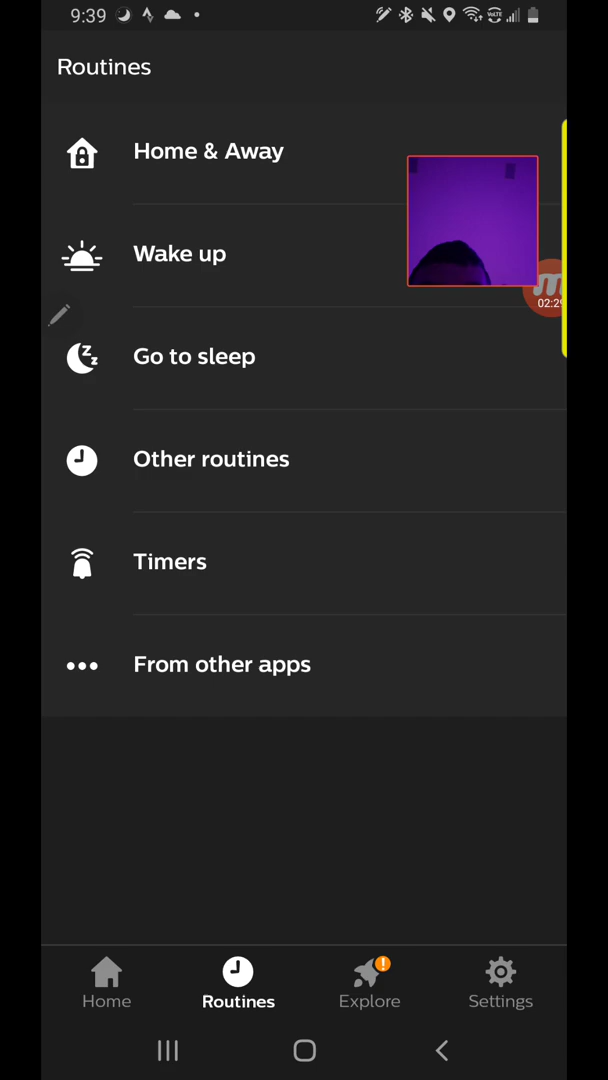 9:39
Routines
Home & Away
Wake up
Go to sleep
Other routines
Timers
From other apps
Home
Routines
Explore
Settings